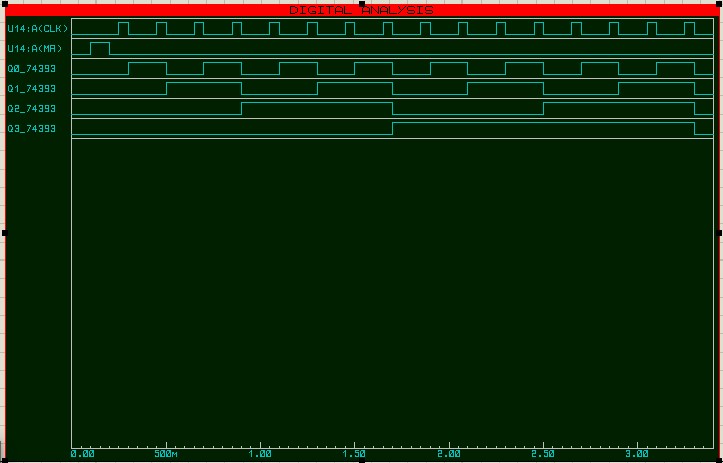 DIGITAL ANALYSIS
U14:A(CLK)
U14:A(MR)
Q0_74393
Q1_74393
Q2_74393
Q3_74393
0.00 500M 1.00 1.50 2.00 2.50 3.00